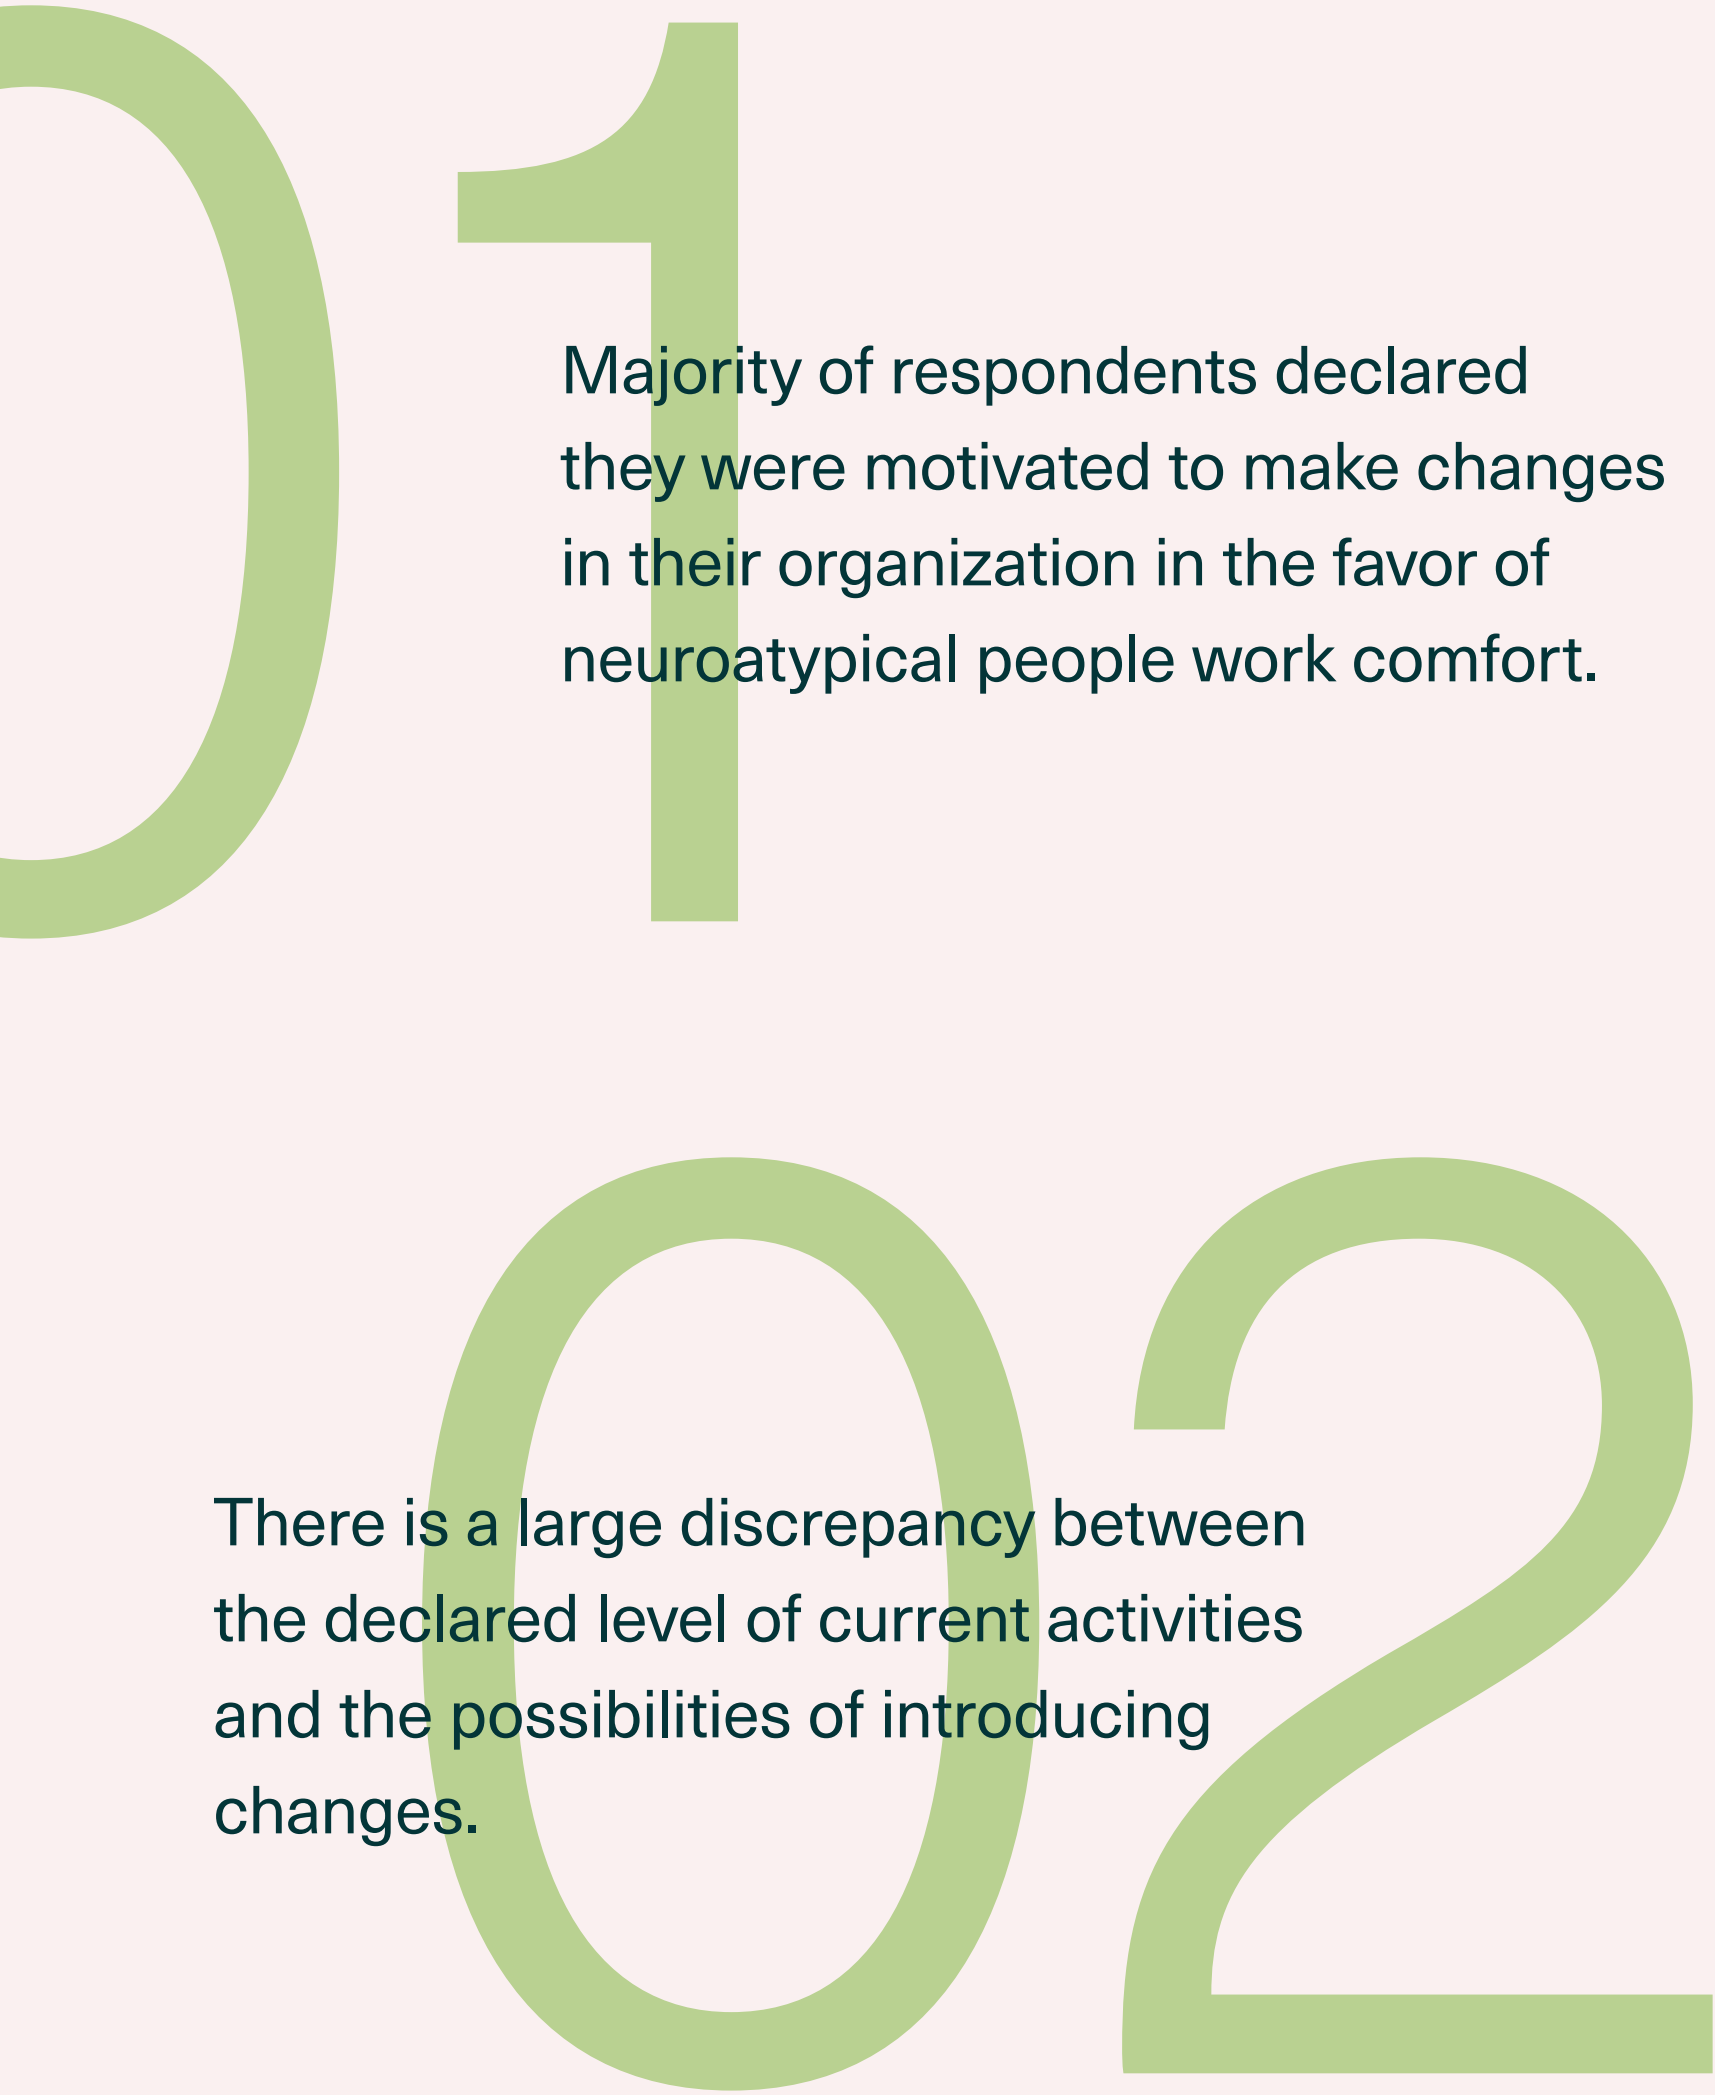 01
Majority of respondents declared
they were motivated to make changes
in their organization in the favor of
neuroatypical people work comfort.
02
There is a large discrepancy between
the declared level of current activities
and the possibilities of introducing
changes.